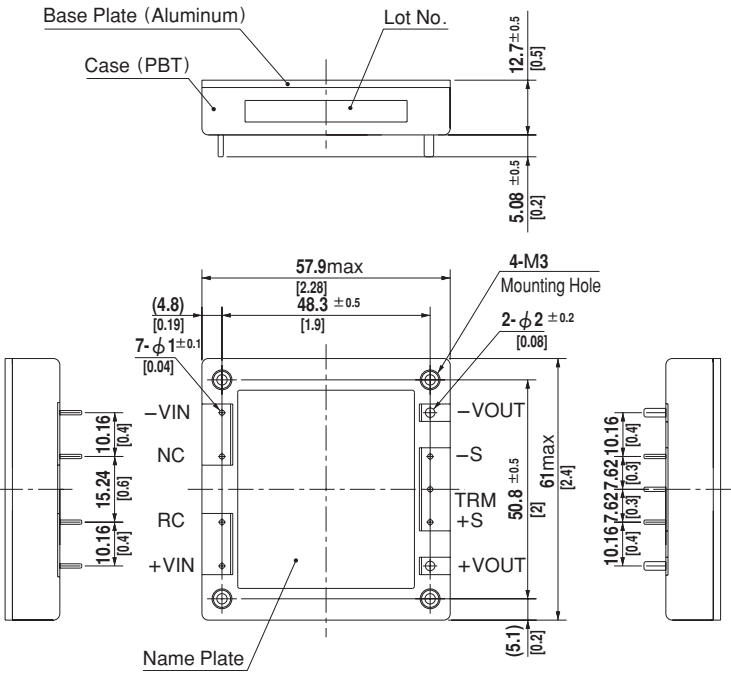 Base Plate (Aluminum)
Lot No.
Case (PBT)
12.7±0.5
[0.5]
5.08 ±0.5
[0.2]
57.9max
[2.28]
4-M3
Mounting Hole
(4.8)
[0.19]
48.3 ±0.5
[1.9]
2-ϕ2 ±0.2
[0.08]
7-ϕ1±0.1
[0.04]
−VIN
NC
RC
+VIN
−VOUT
−S
TRM
+S
+VOUT
10.16
[0.4]
15.24
[0.6]
10.16
[0.4]
50.8 ±0.5
[2]
61max
[2.4]
10.16
[0.4]
7.62
[0.3]
7.62
[0.3]
10.16
[0.4]
(5.1)
[0.2]
Name Plate